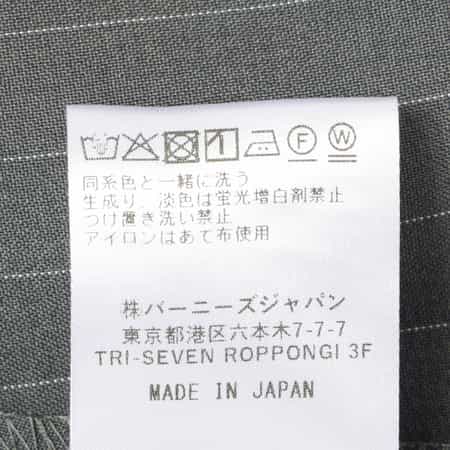 F W
同系色と一緒に洗う
生成り、淡色は蛍光増白剤禁止
つけ置き洗い禁止
アイロンはあて布使用
株バーニーズジャパン
東京都港区六本木7-7-7
TRI-SEVEN ROPPONGI 3F
MADE IN JAPAN